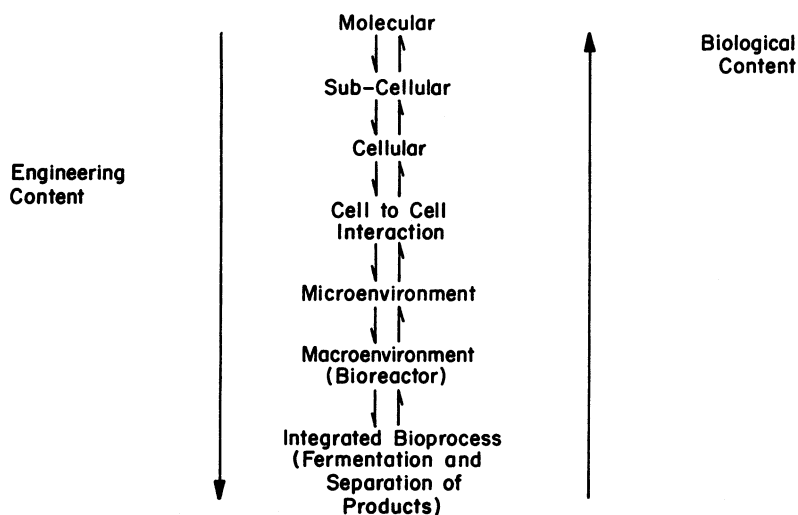 Molecular
Biological
Content
Sub-Cellular
Cellular
Engineering
Content
Cell to Cell
Interaction
Microenvironment
Macroenvironment
(Bioreactor)
Integrated Bioprocess
(Fermentation and
Separation of
Products)